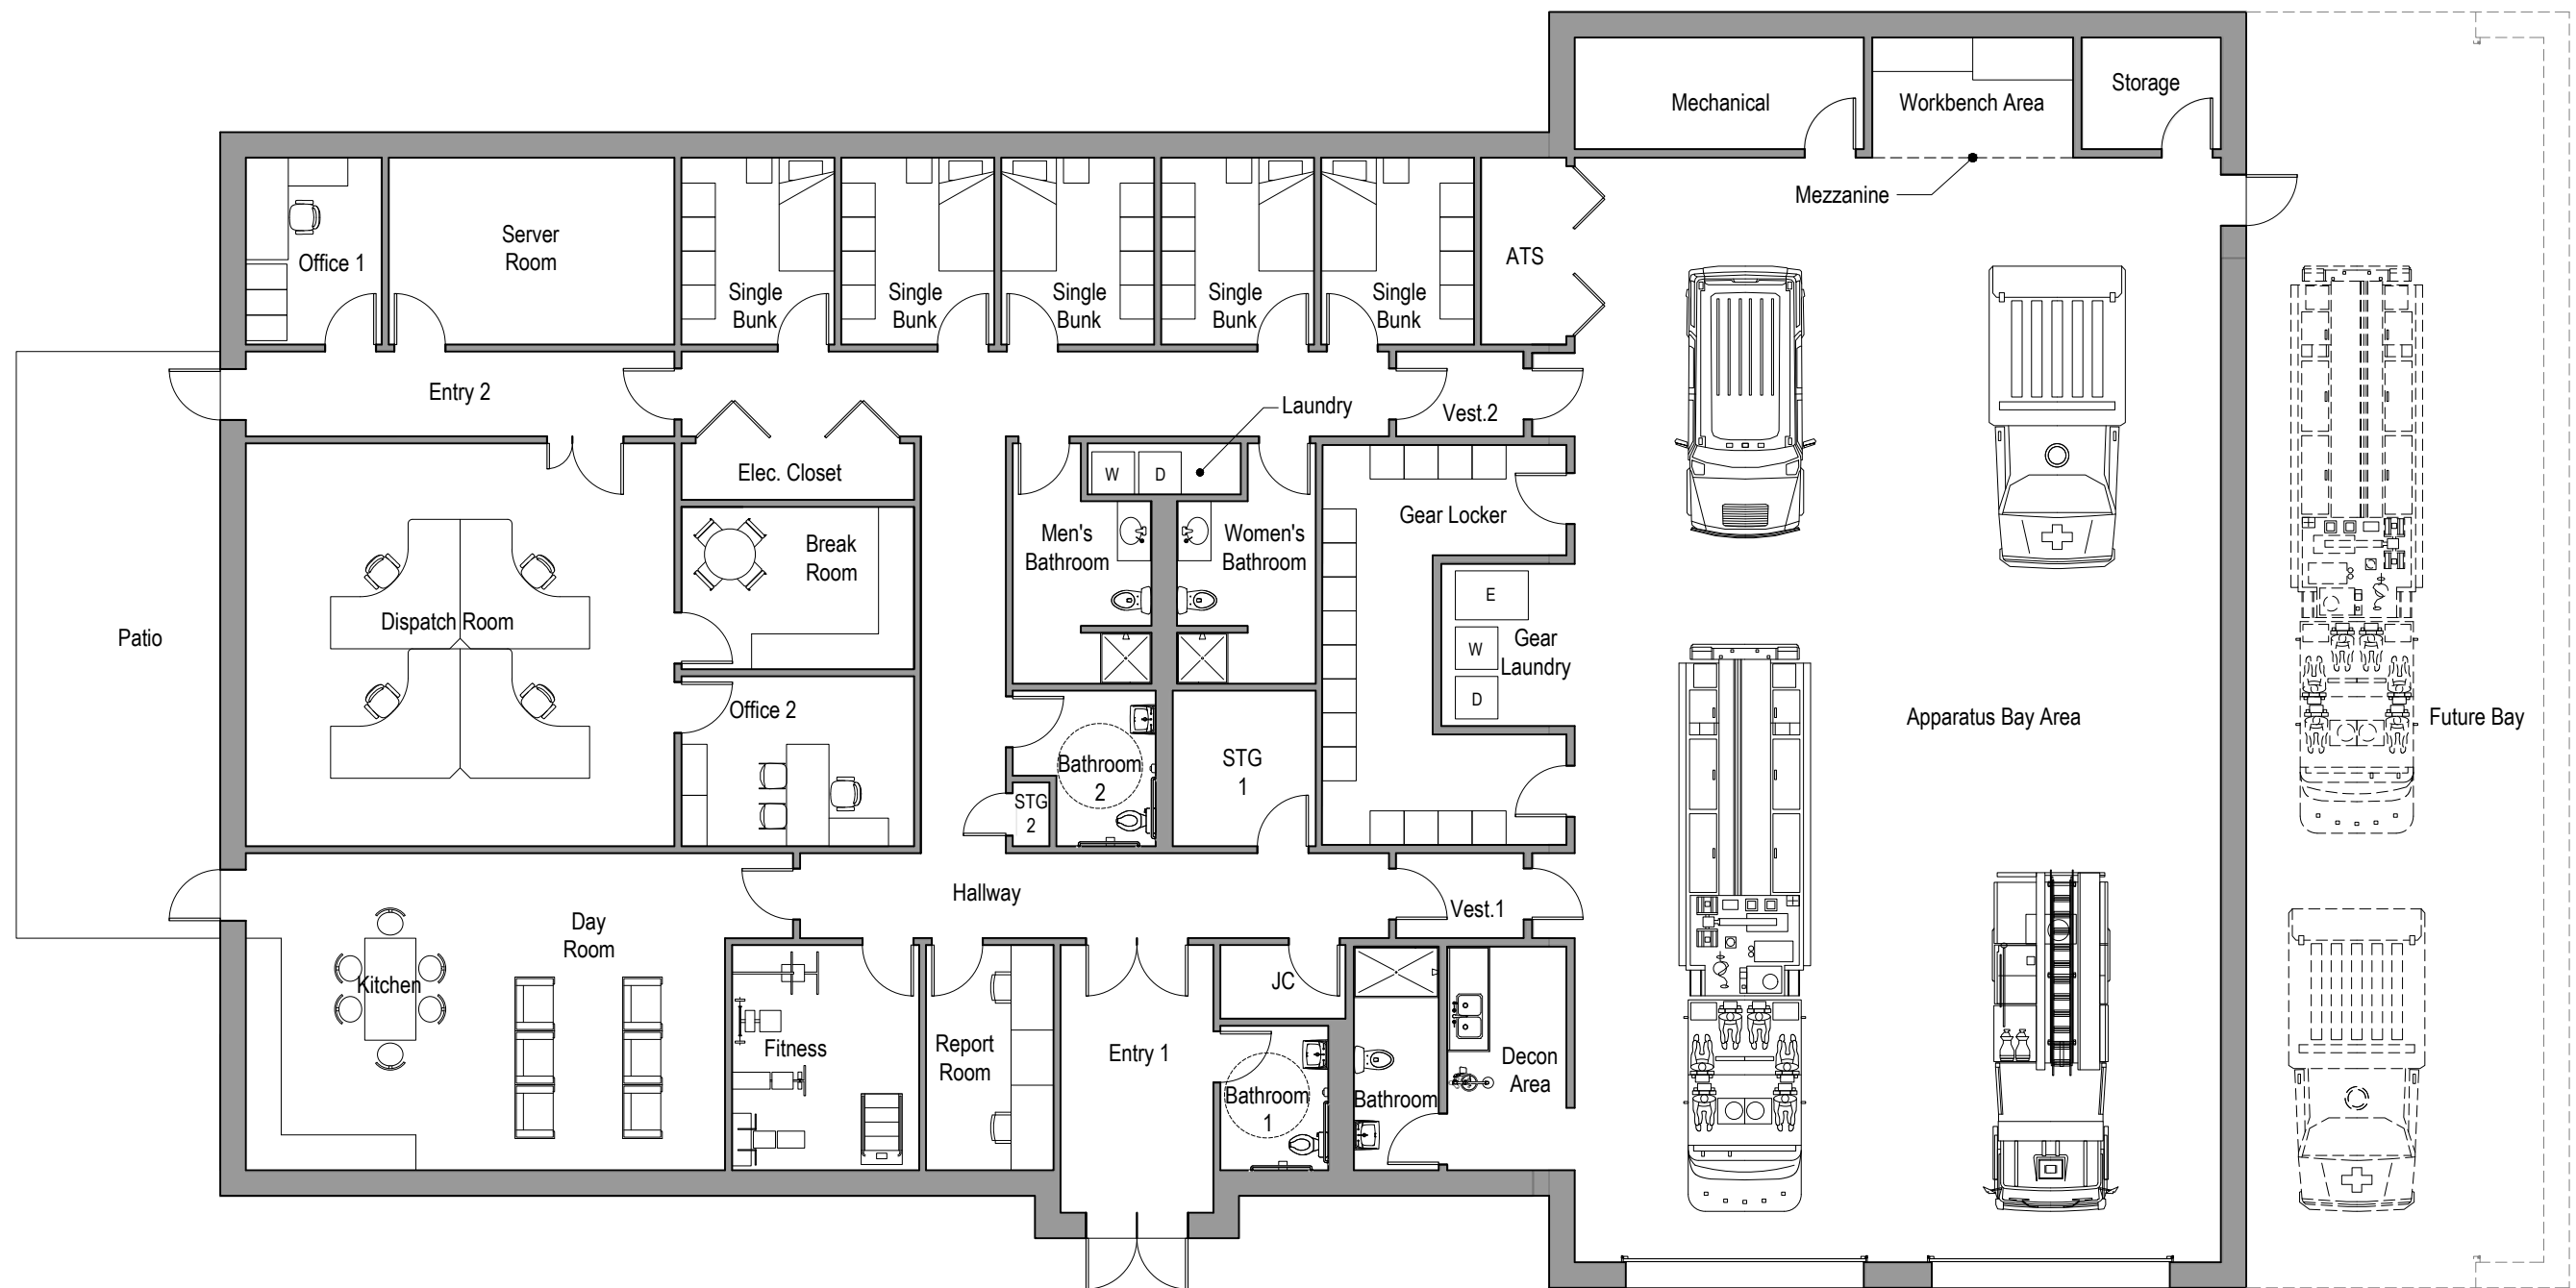 Mechanical
Workbench Area
Storage
Mezzanine
Office 1
Server
Room
Single
Bunk
Single
Bunk
Single
Bunk
Single
Bunk
Single
Bunk
ATS
Entry 2
Laundry
Vest.2
Elec. Closet
W
D
Men's
Bathroom
Women's
Bathroom
Gear Locker
Break
Room
Dispatch Room
Patio
E
W
D
Gear
Laundry
Office 2
Apparatus Bay Area
Future Bay
Bathroom
2
STG
1
STG
2
Hallway
Vest.1
Day
Room
Kitchen
JC
Fitness
Report
Room
Entry 1
Bathroom
1
Bathroom
Decon
Area